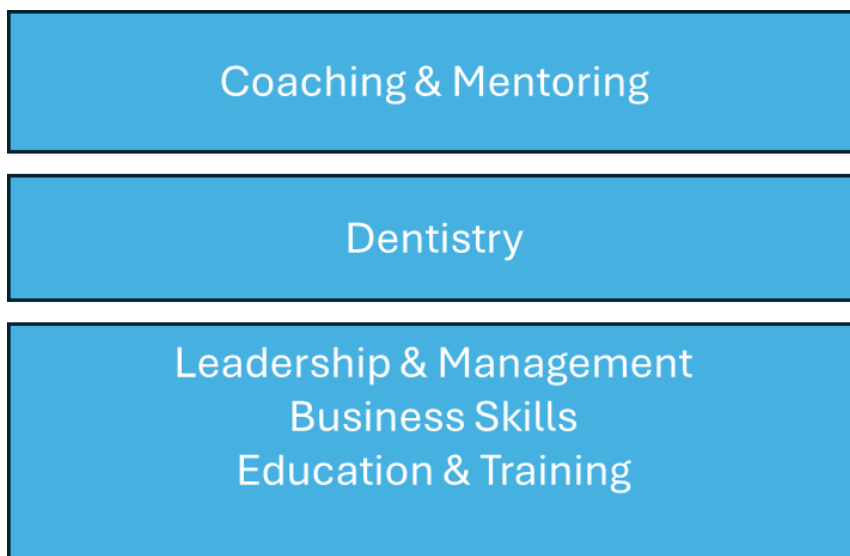 Coaching & Mentoring
Dentistry
Leadership & Management
Business Skills
Education & Training